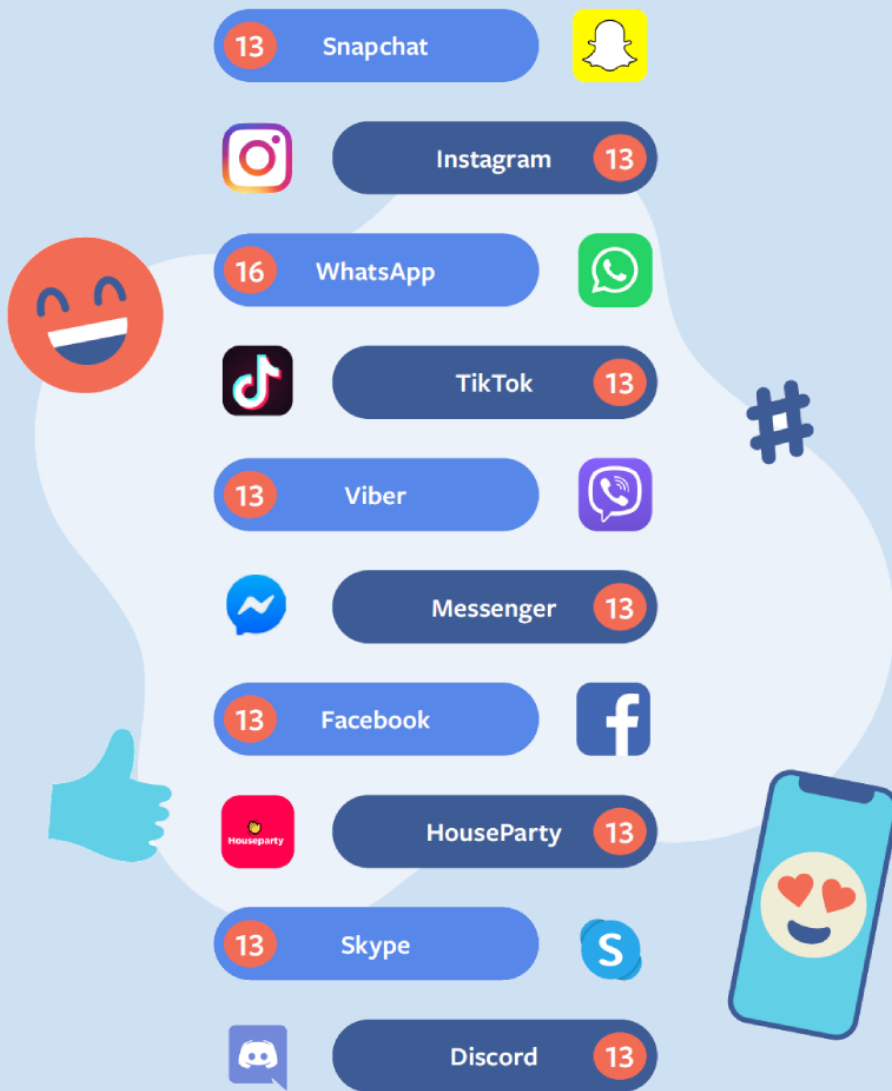 13 Snapchat
Instagram 13
16 WhatsApp
TikTok 13
13 Viber
Messenger 13
13 Facebook
Houseparty
HouseParty 13
13 Skype
S
Discord 13